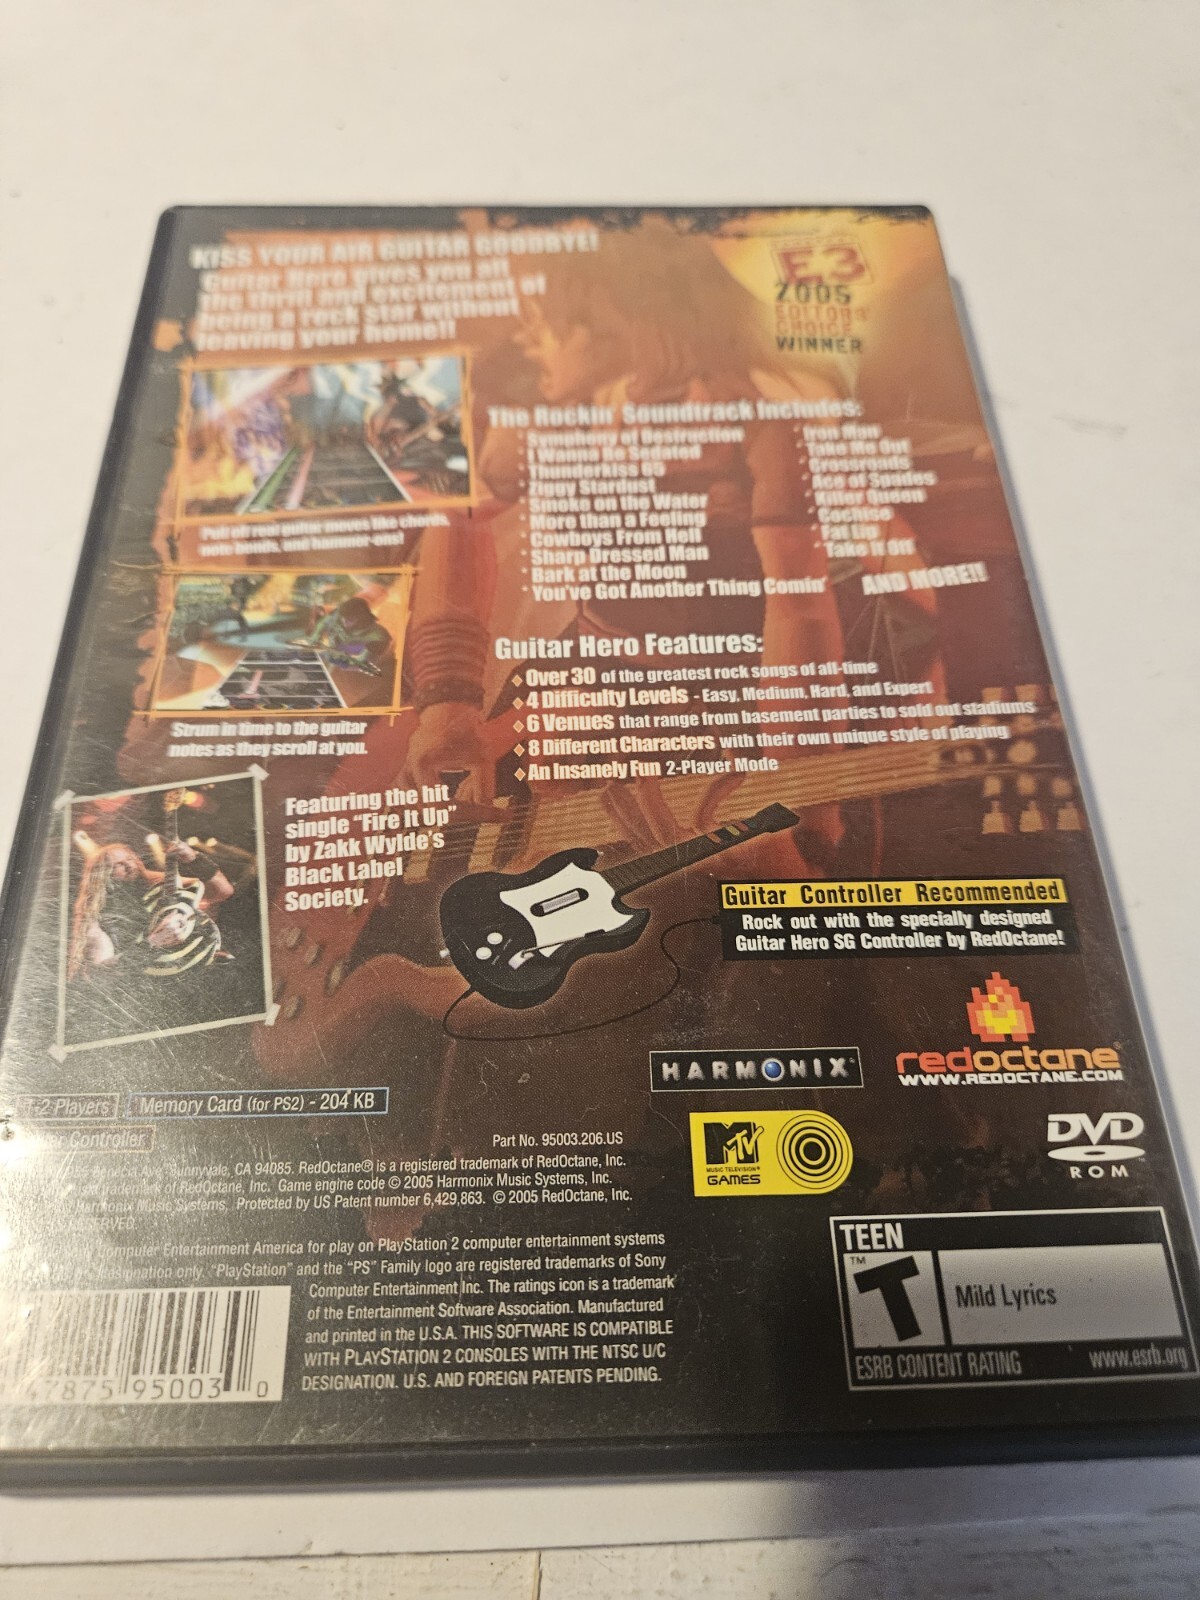 KISS YOUR AIR GUITAR GOODBYE!
Guitar Hero gives you all
the thrill and excitement of
being a rock star without
leaving your home!!
E3
2005
EDITORS'
CHOICE
WINNER
Pull off real guitar moves like chords,
note bends, and hammer-ons!
Strum in time to the guitar
notes as they scroll at you.
The Rockin' Soundtrack Includes:
· Symphony of Destruction
· I Wanna Be Sedated
· Thunderkiss 65
· Ziggy Stardust
· Smoke on the Water
· More than a Feeling
· Cowboys From Hell
· Sharp Dressed Man
· Bark at the Moon
· You've Got Another Thing Comin'
· Iron Man
· Take Me Out
· Crossroads
· Ace of Spades
· Killer Queen
· Cochise
· Fat Lip
· Take It Off
AND MORE!!
Guitar Hero Features:
Over 30 of the greatest rock songs of all-time
4 Difficulty Levels - Easy, Medium, Hard, and Expert
6 Venues that range from basement parties to sold out stadiums
8 Different Characters with their own unique style of playing
An Insanely Fun 2-Player Mode
Featuring the hit
single "Fire It Up"
by Zakk Wylde's
Black Label
Society.
Guitar Controller Recommended
Rock out with the specially designed
Guitar Hero SG Controller by RedOctane!
HARMONIX
redoctane
WWW.REDOCTANE.COM
1-2 Players
Memory Card (for PS2) - 204 KB
Controller
Part No. 95003.206.US
MTV
MUSIC TELEVISION®
GAMES
DVD
ROM
Ave Sunnyvale, CA 94085. RedOctane® is a registered trademark of RedOctane, Inc.
trademark of RedOctane, Inc. Game engine code © 2005 Harmonix Music Systems, Inc.
Harmonix Music Systems, Protected by US Patent number 6,429,863. © 2005 RedOctane, Inc.
RESERVED.
Computer Entertainment America for play on PlayStation 2 computer entertainment systems
designation only. "PlayStation" and the "PS" Family logo are registered trademarks of Sony
Computer Entertainment Inc. The ratings icon is a trademark
of the Entertainment Software Association. Manufactured
and printed in the U.S.A. THIS SOFTWARE IS COMPATIBLE
WITH PLAYSTATION 2 CONSOLES WITH THE NTSC U/C
DESIGNATION. U.S. AND FOREIGN PATENTS PENDING.
47875 95003 0
TEEN
T™
Mild Lyrics
ESRB CONTENT RATING www.esrb.org